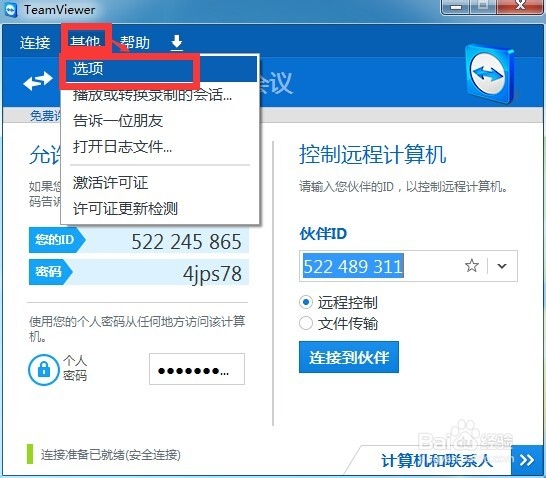 TeamViewer
连接 其他 帮助
选项
播放或转换录制的会话...
告诉一位朋友
打开日志文件...
激活许可证
许可证更新检测
会议
免费许
允许
如果您
码告诉
您的ID 522 245 865
密码 4jps78
使用您的个人密码从任何地方访问该计算
机。
个人
密码
●●●●●●●...
控制远程计算机
请输入您伙伴的ID，以控制远程计算机。
伙伴ID
522 489 311
远程控制
文件传输
连接到伙伴
连接准备已就绪(安全连接)
计算机和联系人
Baidu 经验